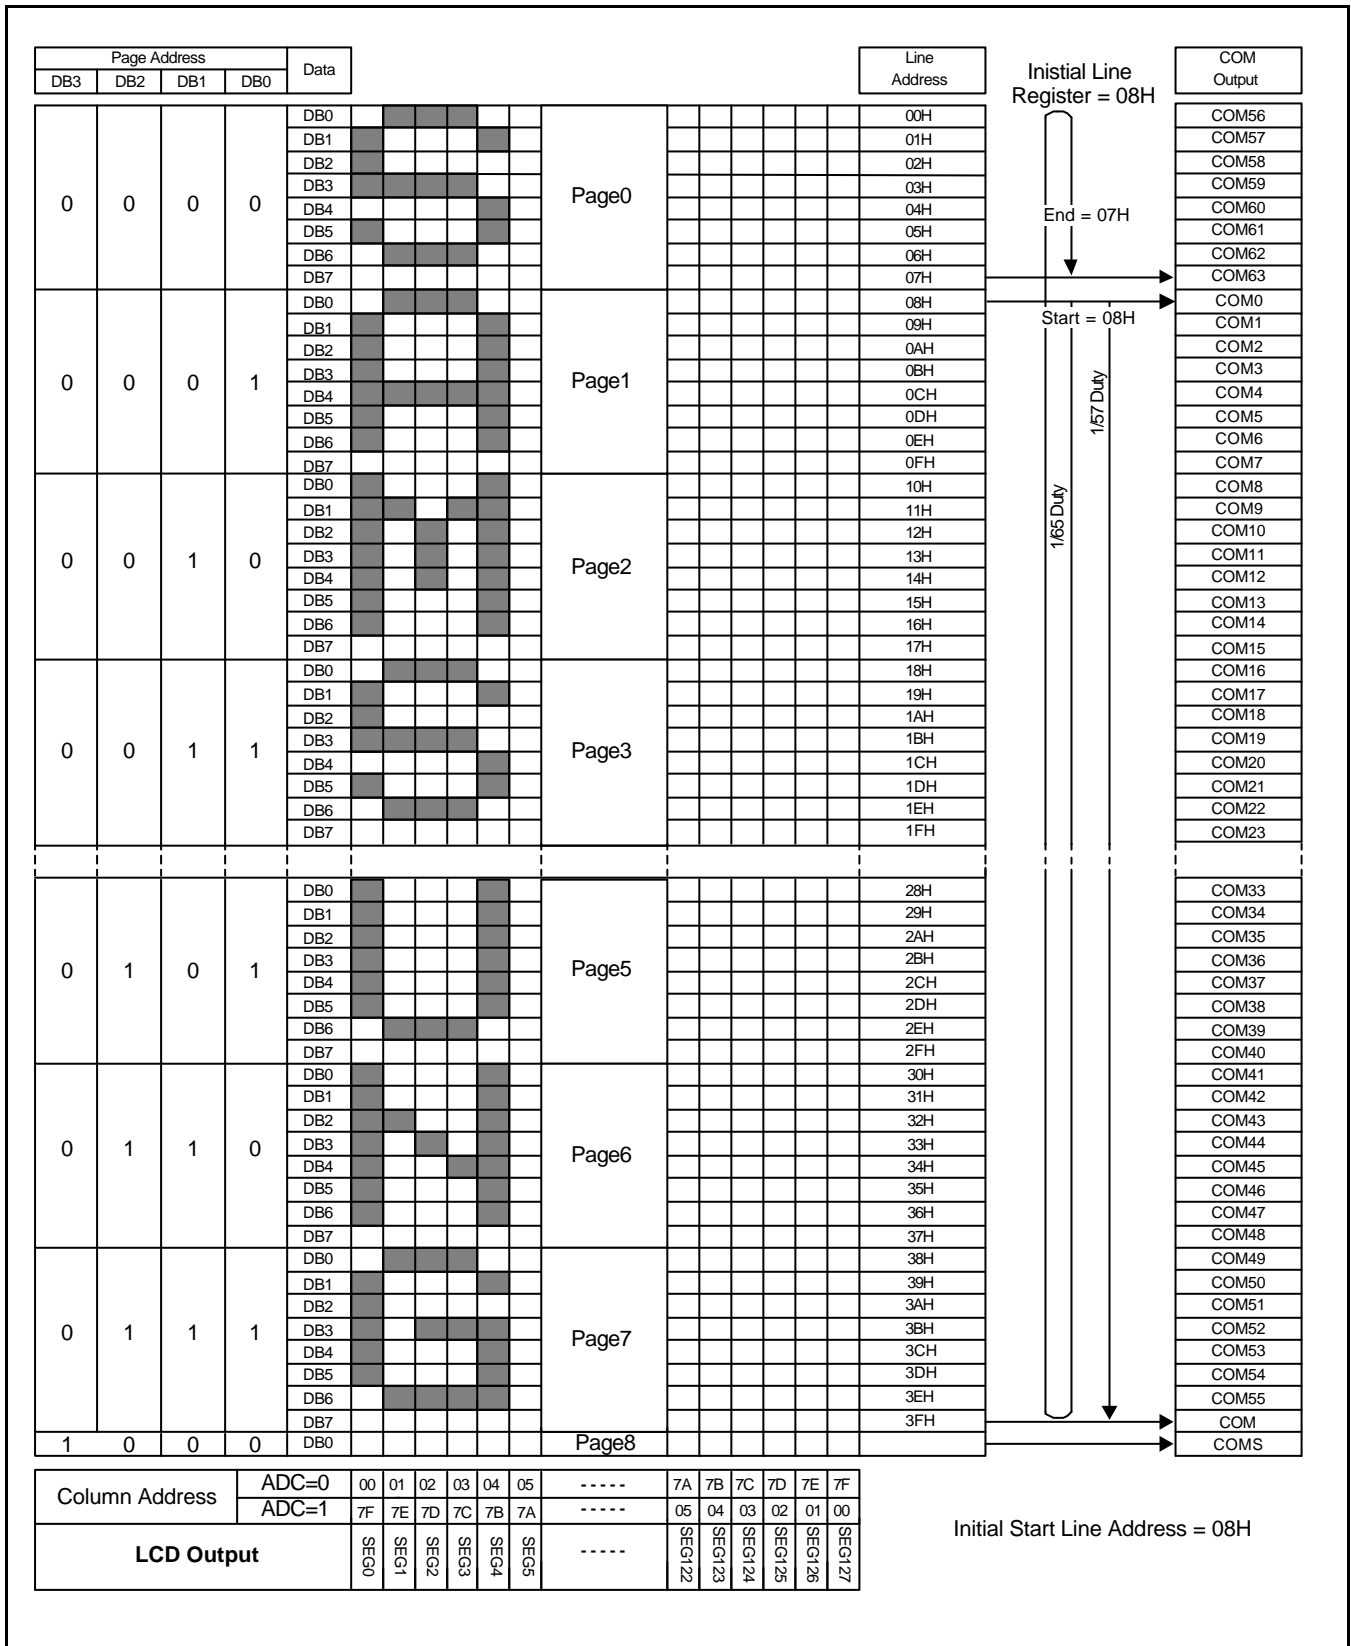 Page Address Data Line Address Inistial Line Register = 08H COM Output
DB3 DB2 DB1 DB0
DB0 00H COM56
DB1 01H COM57
DB2 02H COM58
DB3 03H COM59
0 0 0 0 Page0
DB4 04H COM60
End = 07H
DB5 05H COM61
DB6 06H COM62
DB7 07H COM63
DB0 08H COM0
Start = 08H
DB1 09H COM1
DB2 0AH COM2
DB3 0BH COM3
0 0 0 1 Page1
DB4 0CH COM4
1/57 Duty
DB5 0DH COM5
DB6 0EH COM6
DB7 0FH COM7
DB0 10H COM8
DB1 11H COM9
1/65 Duty
DB2 12H COM10
DB3 13H COM11
0 0 1 0 Page2
DB4 14H COM12
DB5 15H COM13
DB6 16H COM14
DB7 17H COM15
DB0 18H COM16
DB1 19H COM17
DB2 1AH COM18
DB3 1BH COM19
0 0 1 1 Page3
DB4 1CH COM20
DB5 1DH COM21
DB6 1EH COM22
DB7 1FH COM23
DB0 28H COM33
DB1 29H COM34
DB2 2AH COM35
DB3 2BH COM36
0 1 0 1 Page5
DB4 2CH COM37
DB5 2DH COM38
DB6 2EH COM39
DB7 2FH COM40
DB0 30H COM41
DB1 31H COM42
DB2 32H COM43
DB3 33H COM44
0 1 1 0 Page6
DB4 34H COM45
DB5 35H COM46
DB6 36H COM47
DB7 37H COM48
DB0 38H COM49
DB1 39H COM50
DB2 3AH COM51
DB3 3BH COM52
0 1 1 1 Page7
DB4 3CH COM53
DB5 3DH COM54
DB6 3EH COM55
DB7 3FH COM
1 0 0 0 DB0 Page8 COMS
Column Address ADC=0 00 01 02 03 04 05 ----- 7A 7B 7C 7D 7E 7F
ADC=1 7F 7E 7D 7C 7B 7A ----- 05 04 03 02 01 00
LCD Output SEG0 SEG1 SEG2 SEG3 SEG4 SEG5 ----- SEG122 SEG123 SEG124 SEG125 SEG126 SEG127
Initial Start Line Address = 08H